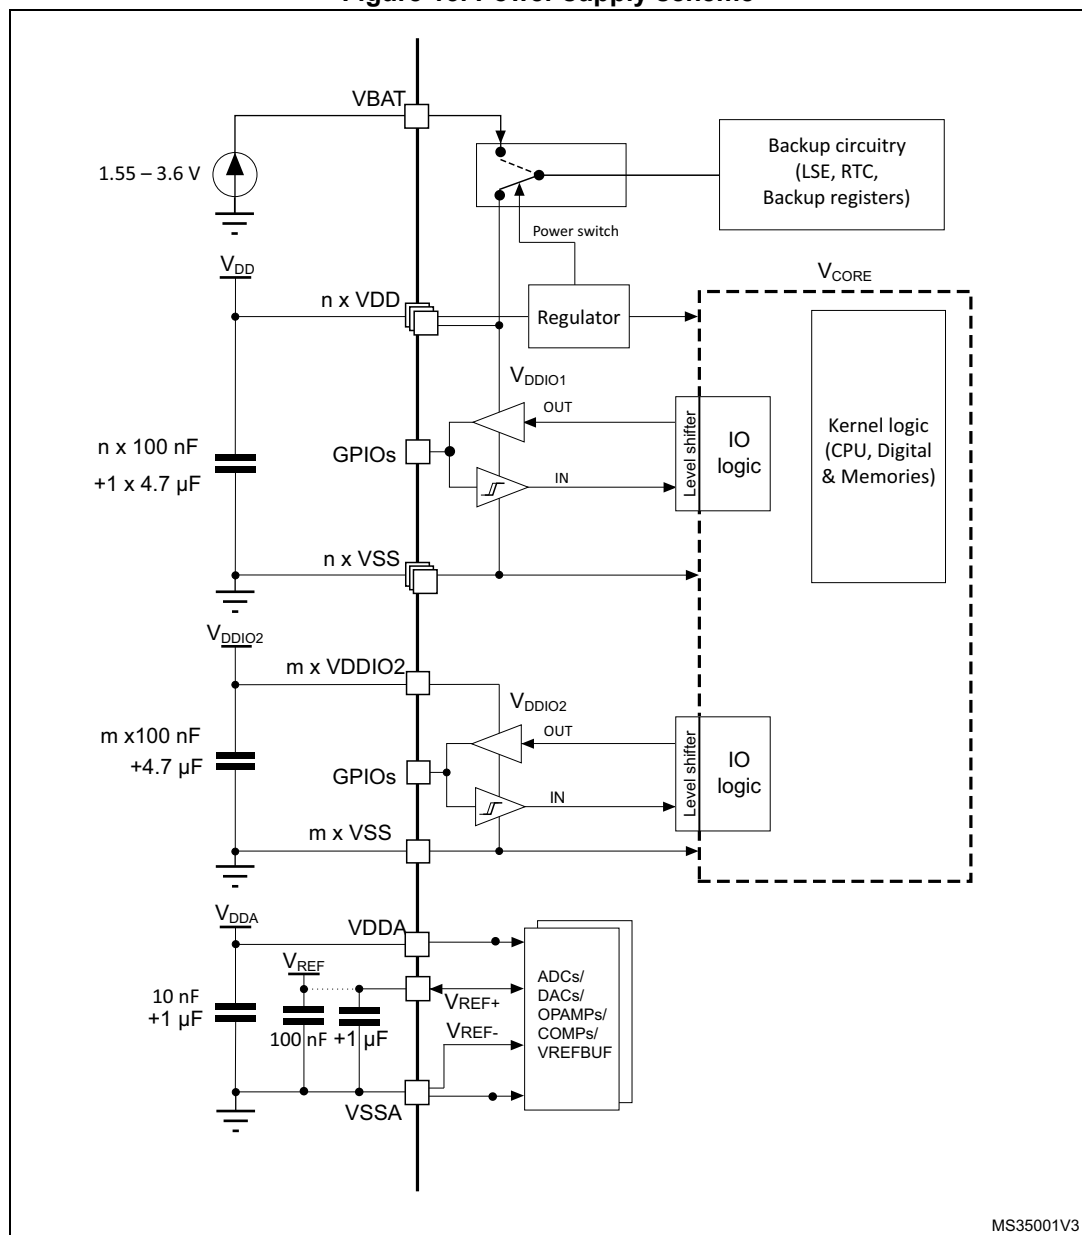 VBAT
1.55 – 3.6 V
Backup circuitry
(LSE, RTC,
Backup registers)
Power switch
VDD
n x VDD
Regulator
VCORE
VDDIO1
OUT
GPIOs
IN
Level shifter
IO
logic
Kernel logic
(CPU, Digital
& Memories)
n x 100 nF
+1 x 4.7 µF
n x VSS
VDDIO2
m x VDDIO2
VDDIO2
OUT
m x100 nF
+4.7 µF
GPIOs
IN
Level shifter
IO
logic
m x VSS
VDDA
VDDA
VREF
10 nF
+1 µF
100 nF
+1 µF
VREF+
VREF-
ADCs/
DACs/
OPAMPs/
COMPs/
VREFBUF
VSSA
MS35001V3